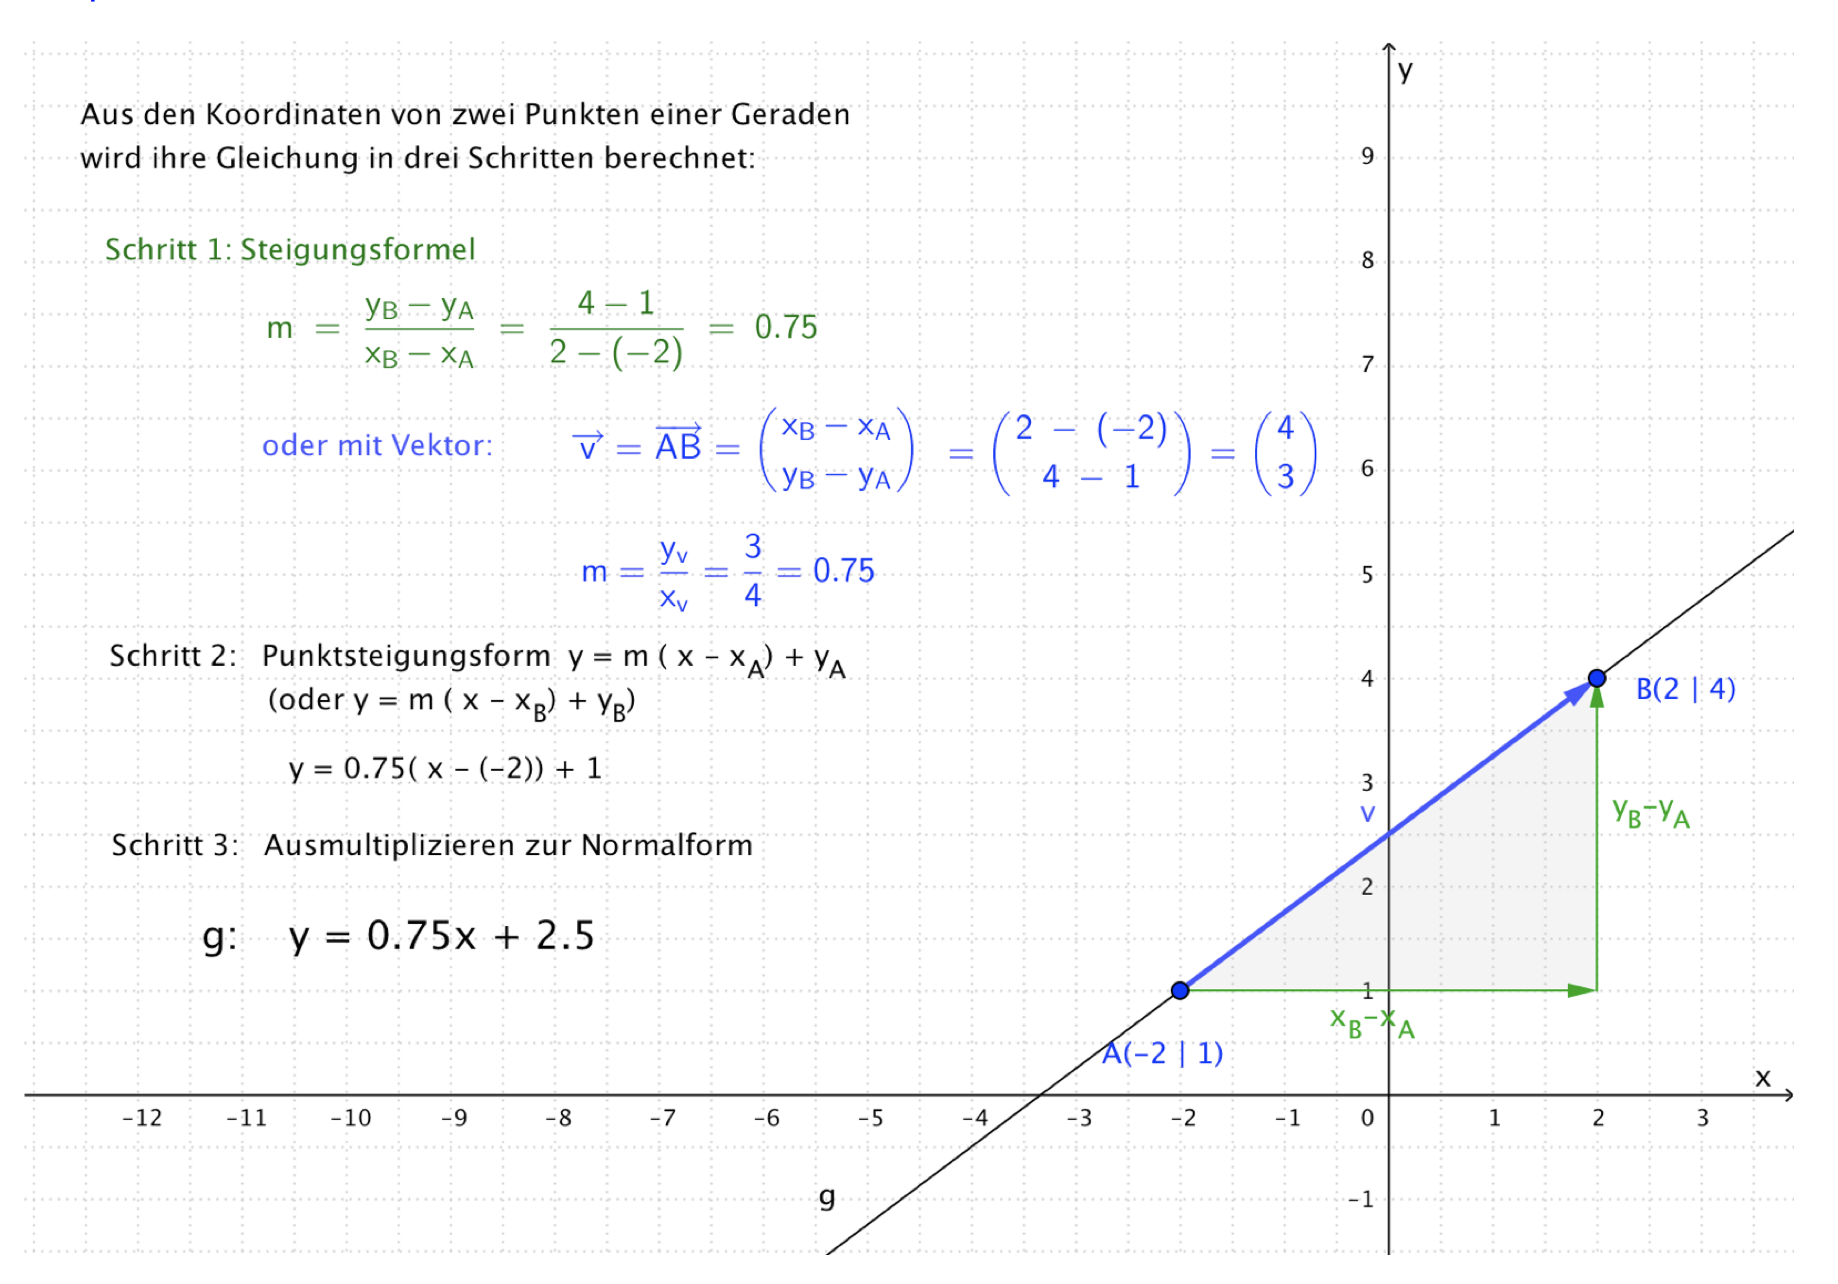 Aus den Koordinaten von zwei Punkten einer Geraden
wird ihre Gleichung in drei Schritten berechnet:
Schritt 1: Steigungsformel
m = (y_B − y_A)/(x_B − x_A) = (4 − 1)/(2 − (−2)) = 0.75
oder mit Vektor: v⃗ = A⃗B⃗ = (x_B − x_A, y_B − y_A) = (2 − (−2), 4 − 1) = (4, 3)
m = y_v/x_v = 3/4 = 0.75
Schritt 2: Punktsteigungsform y = m ( x – x_A) + y_A
(oder y = m ( x – x_B) + y_B)
y = 0.75( x – (–2)) + 1
Schritt 3: Ausmultiplizieren zur Normalform
g: y = 0.75x + 2.5
y
9
8
7
6
5
4
3
2
1
–1
B(2 | 4)
v
y_B–y_A
x_B–x_A
A(–2 | 1)
x
–12 –11 –10 –9 –8 –7 –6 –5 –4 –3 –2 –1 0 1 2 3
g